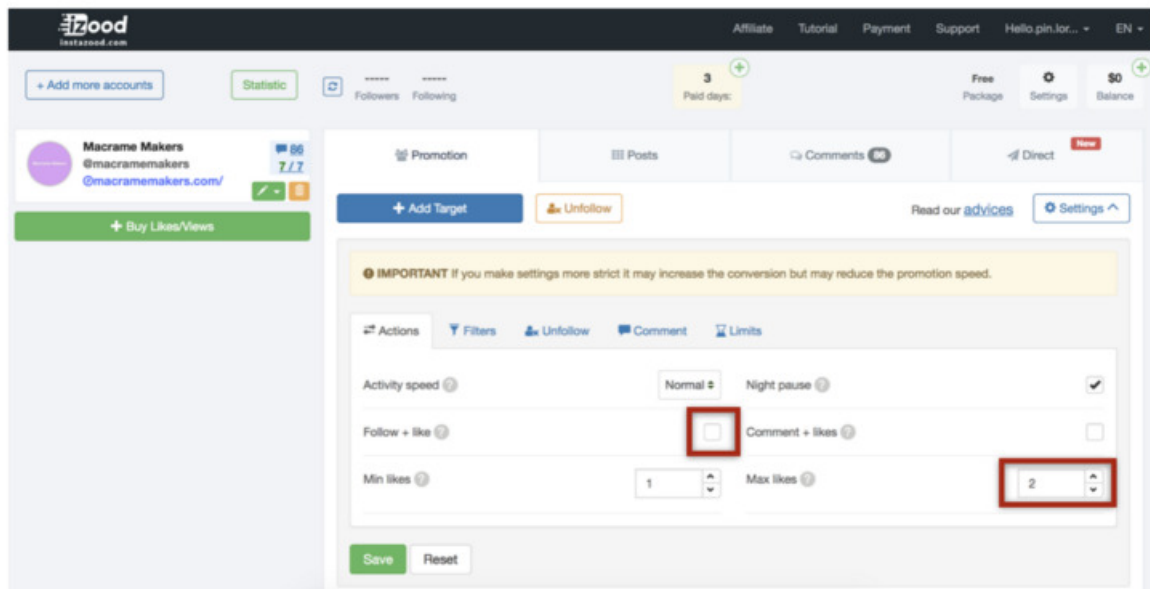 izood
instazood.com
Affiliate Tutorial Payment Support Hello.pin.lor... EN
+ Add more accounts
Statistic
-----
-----
Followers Following
3
Paid days:
Free
Package
Settings
$0
Balance
Macrame Makers
@macramemakers
macramemakers.com/
86
7 / 7
+ Buy Likes/Views
Promotion
Posts
Comments 86
Direct
New
+ Add Target
Unfollow
Read our advices
Settings
IMPORTANT If you make settings more strict it may increase the conversion but may reduce the promotion speed.
Actions Filters Unfollow Comment Limits
Activity speed ? Normal
Night pause ?
Follow + like ?
Comment + likes ?
Min likes ? 1
Max likes ? 2
Save Reset